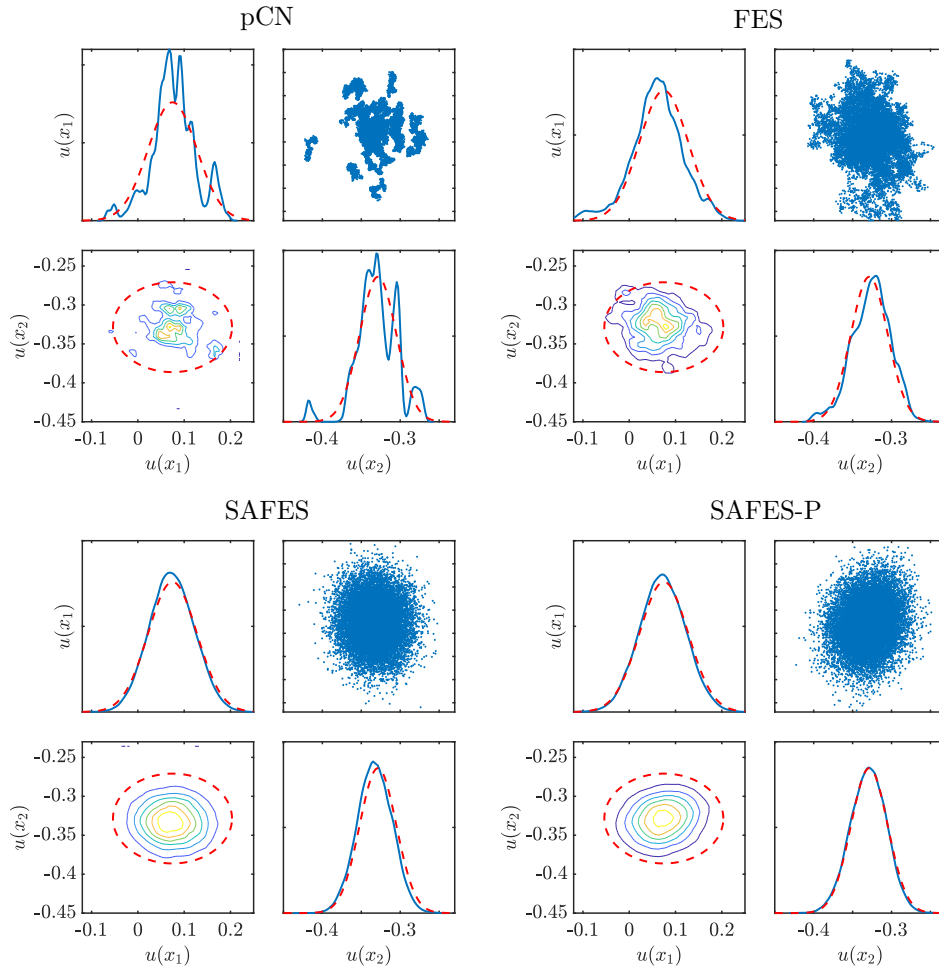 pCN FES
u(x₁) u(x₁)
-0.25 -0.25
-0.3 -0.3
u(x₂) u(x₂)
-0.35 -0.35
-0.4 -0.4
-0.45 -0.45
-0.1 0 0.1 0.2 -0.4 -0.3 -0.1 0 0.1 0.2 -0.4 -0.3
u(x₁) u(x₂) u(x₁) u(x₂)
SAFES SAFES-P
u(x₁) u(x₁)
-0.25 -0.25
-0.3 -0.3
u(x₂) u(x₂)
-0.35 -0.35
-0.4 -0.4
-0.45 -0.45
-0.1 0 0.1 0.2 -0.4 -0.3 -0.1 0 0.1 0.2 -0.4 -0.3
u(x₁) u(x₂) u(x₁) u(x₂)